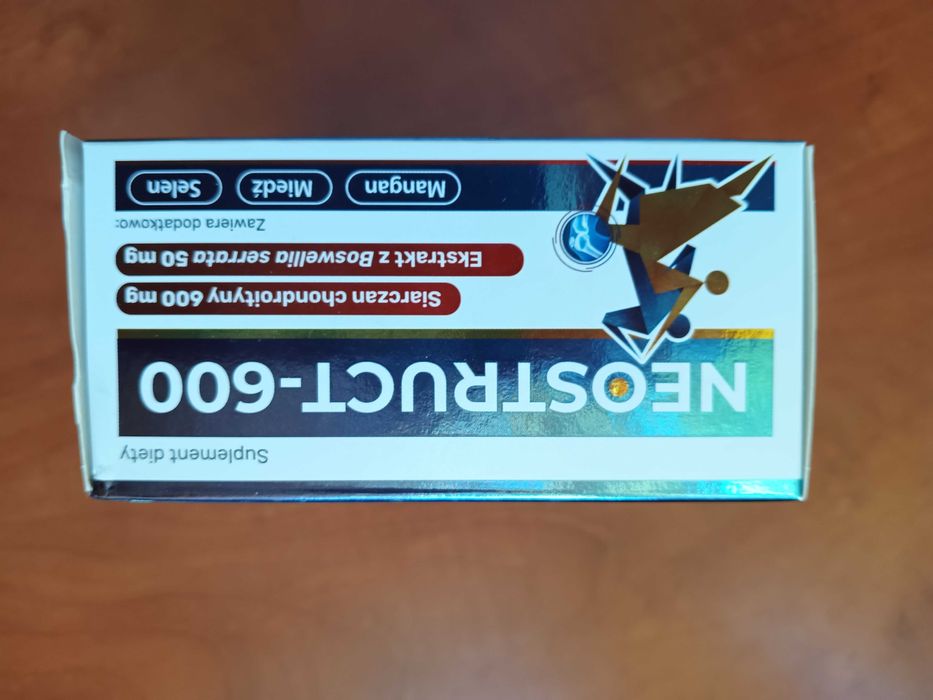 Suplement diety
NEOSTRUCT-600
Siarczan chondroityny 600 mg
Ekstrakt z Boswellia serrata 50 mg
Zawiera dodatkowo:
Mangan Miedź Selen